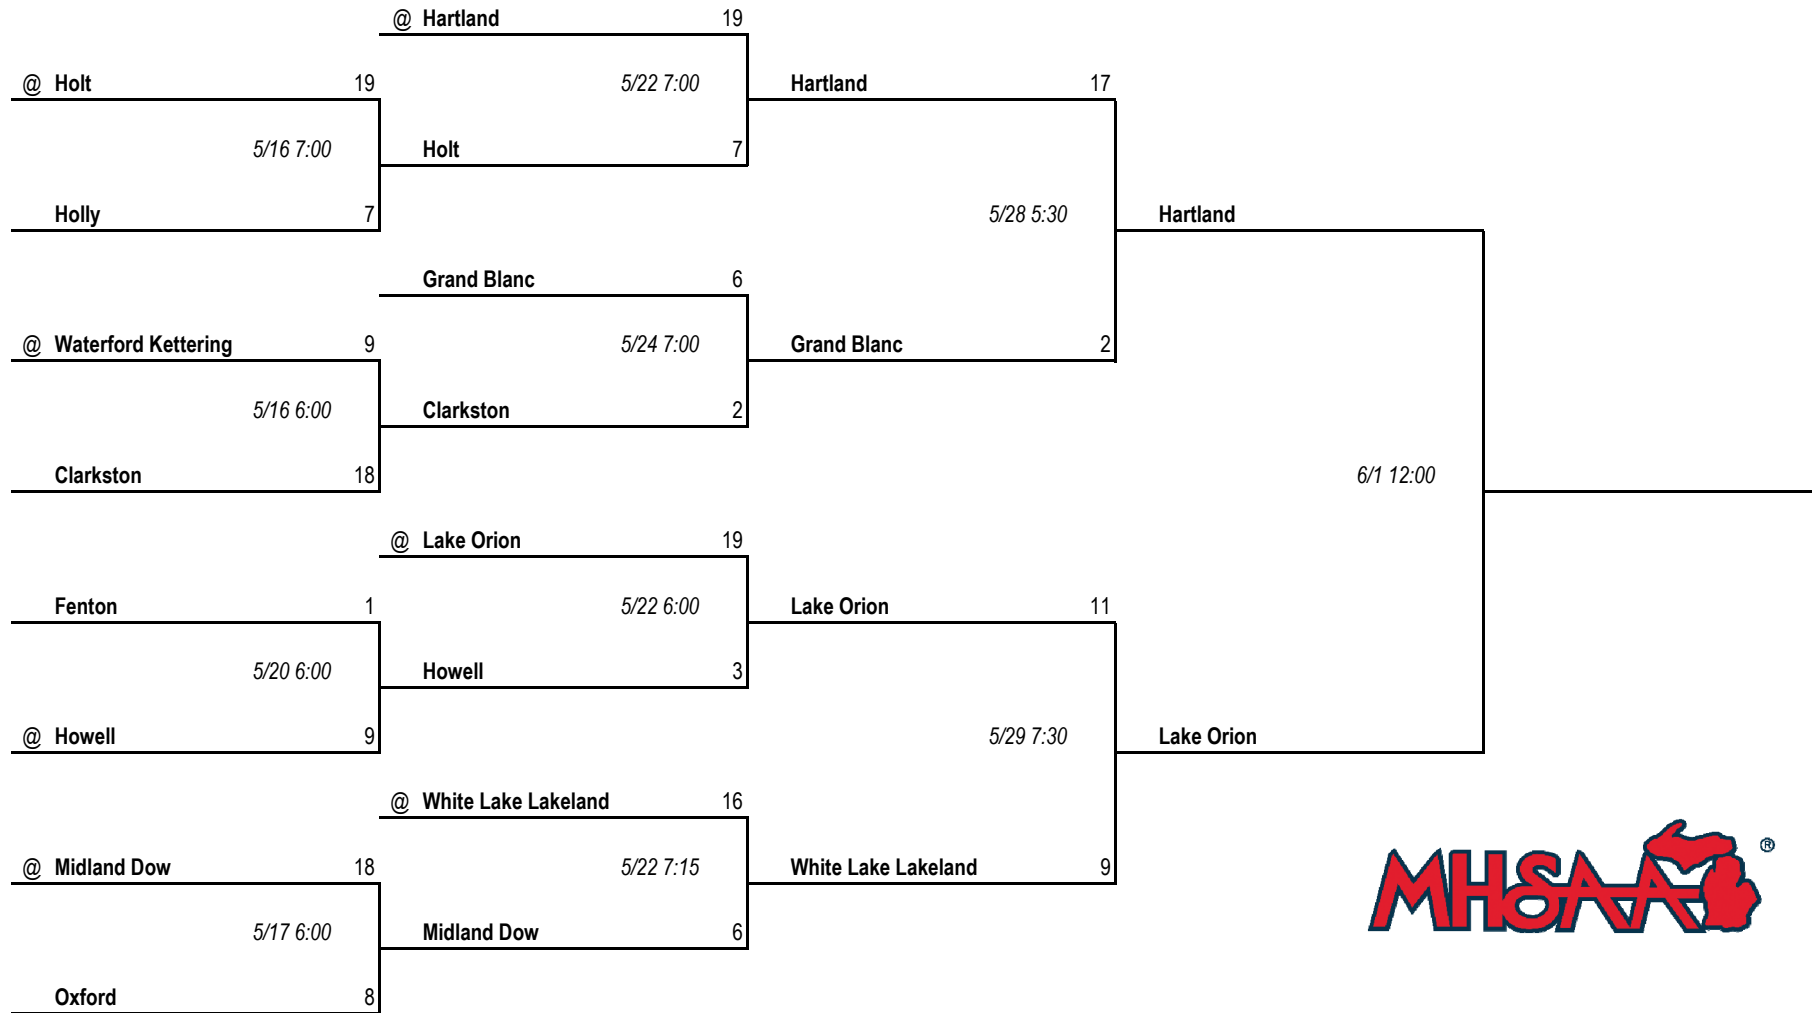 @ Hartland 19
@ Holt 19 5/22 7:00 Hartland 17
5/16 7:00 Holt 7
Holly 7 5/28 5:30 Hartland
Grand Blanc 6
@ Waterford Kettering 9 5/24 7:00 Grand Blanc 2
5/16 6:00 Clarkston 2
Clarkston 18 6/1 12:00
@ Lake Orion 19
Fenton 1 5/22 6:00 Lake Orion 11
5/20 6:00 Howell 3
@ Howell 9 5/29 7:30 Lake Orion
@ White Lake Lakeland 16
@ Midland Dow 18 5/22 7:15 White Lake Lakeland 9
MHSAA ®
5/17 6:00 Midland Dow 6
Oxford 8